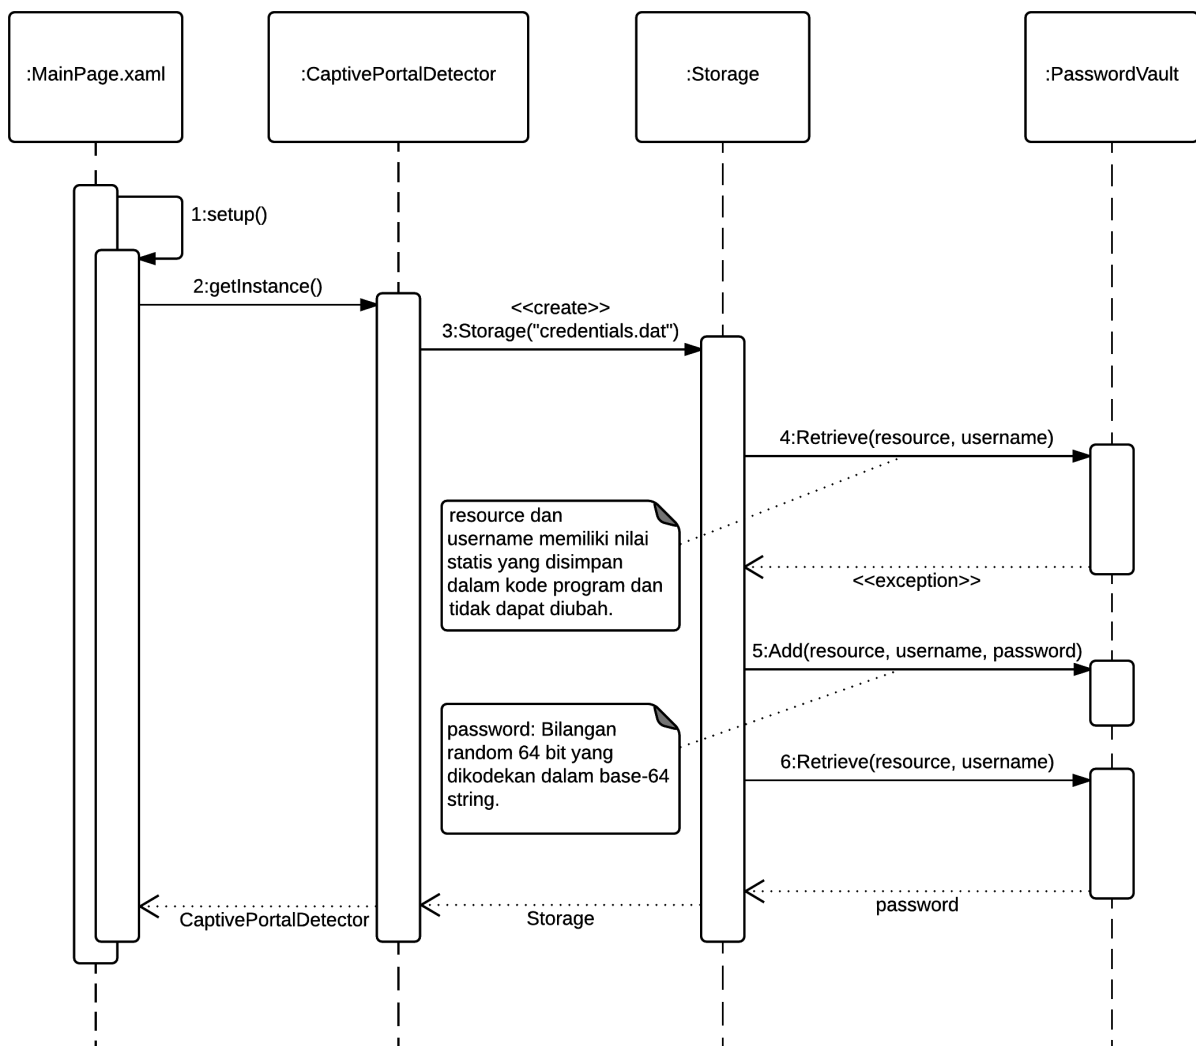 :MainPage.xaml
:CaptivePortalDetector
:Storage
:PasswordVault
1:setup()
2:getInstance()
<<create>>
3:Storage("credentials.dat")
4:Retrieve(resource, username)
resource dan
username memiliki nilai
statis yang disimpan
dalam kode program dan
tidak dapat diubah.
<<exception>>
5:Add(resource, username, password)
password: Bilangan
random 64 bit yang
dikodekan dalam base-64
string.
6:Retrieve(resource, username)
password
Storage
CaptivePortalDetector